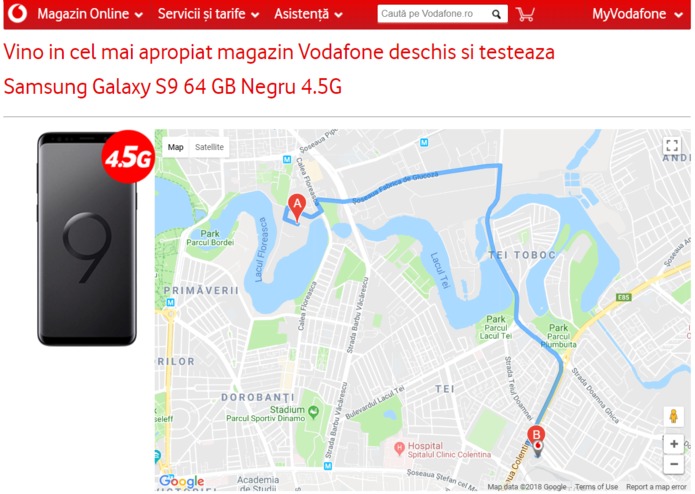 Magazin Online
Servicii și tarife
Asistență
Caută pe Vodafone.ro
MyVodafone
Vino in cel mai apropiat magazin Vodafone deschis si testeaza
Samsung Galaxy S9 64 GB Negru 4.5G
4.5G
9
Map
Satellite
Șoseaua Pip
Calea Floreasca
Șoseaua Fabrica de Glucoză
AND
A
Park
Parcul Bordei
Lacul Floreasca
Lacul Tei
TEI TOBOC
PRIMĂVERII
E85
Calea Floreasca
Strada Barbu Văcărescu
Park
Parcul
Lacul Tei
Park
Parcul
Plumbuita
RILOR
DOROBANȚI
TEI
Strada Teiul Doamnei
Strada Doamna Ghica
Stadium
Parcul Sportiv Dinamo
Bulevardul Lacul Tei
Strada Barbu Văcărescu
B
Hospital
Spitalul Clinic Colentina
Șoseaua Colentina
Google
VICTORIEI
Academia
de Studii
Șoseaua Ștefan cel M
Map data ©2018 Google
Terms of Use
Report a map error